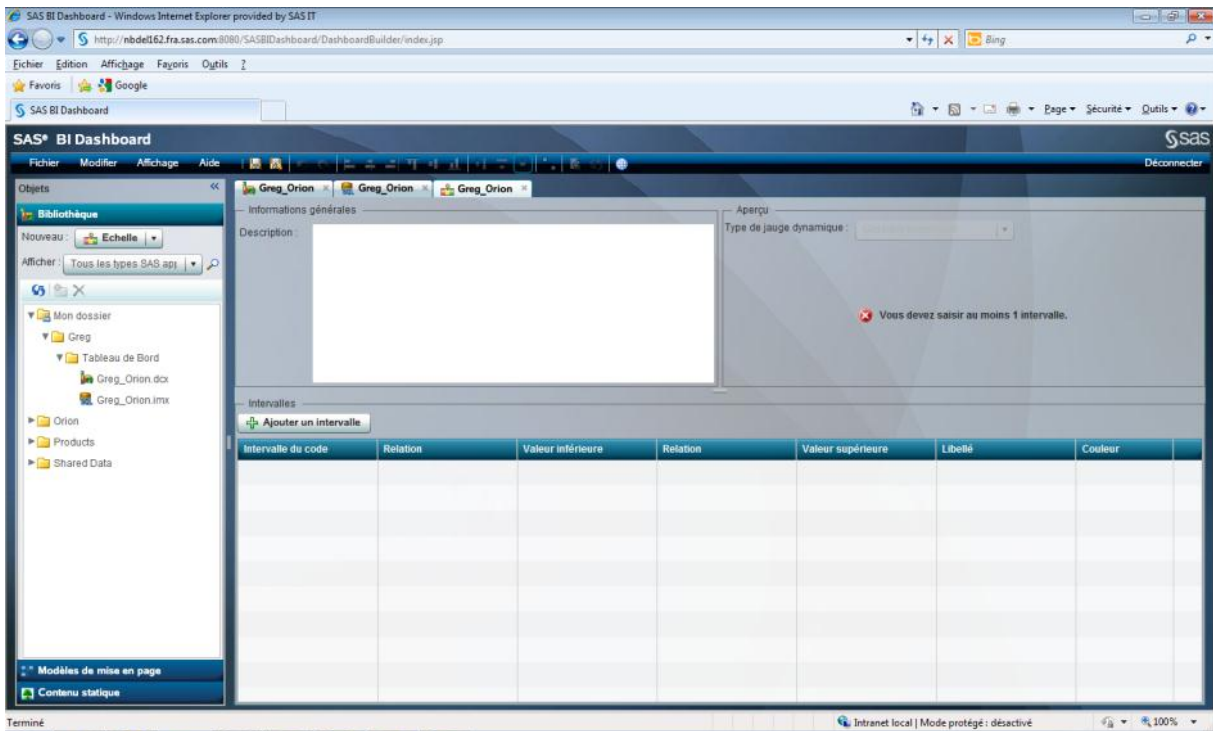 SAS BI Dashboard - Windows Internet Explorer provided by SAS IT
http://nbdel162.fra.sas.com:8080/SASBIDashboard/DashboardBuilder/index.jsp
Bing
Fichier Edition Affichage Favoris Outils ?
Favoris Google
SAS BI Dashboard
Page Sécurité Outils
SAS® BI Dashboard
sas
Fichier Modifier Affichage Aide
Déconnecter
Objets
Bibliothèque
Nouveau : Echelle
Afficher : Tous les types SAS app
Mon dossier
Greg
Tableau de Bord
Greg_Orion.dcx
Greg_Orion.imx
Orion
Products
Shared Data
Modèles de mise en page
Contenu statique
Greg_Orion Greg_Orion Greg_Orion
Informations générales
Description :
Aperçu
Type de jauge dynamique :
Vous devez saisir au moins 1 intervalle.
Intervalles
Ajouter un intervalle
Intervalle du code Relation Valeur inférieure Relation Valeur supérieure Libellé Couleur
Terminé
Intranet local | Mode protégé : désactivé
100%